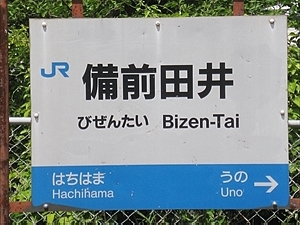 JR 備前田井
びぜんたい Bizen-Tai
はちはま うの
Hachihama Uno →